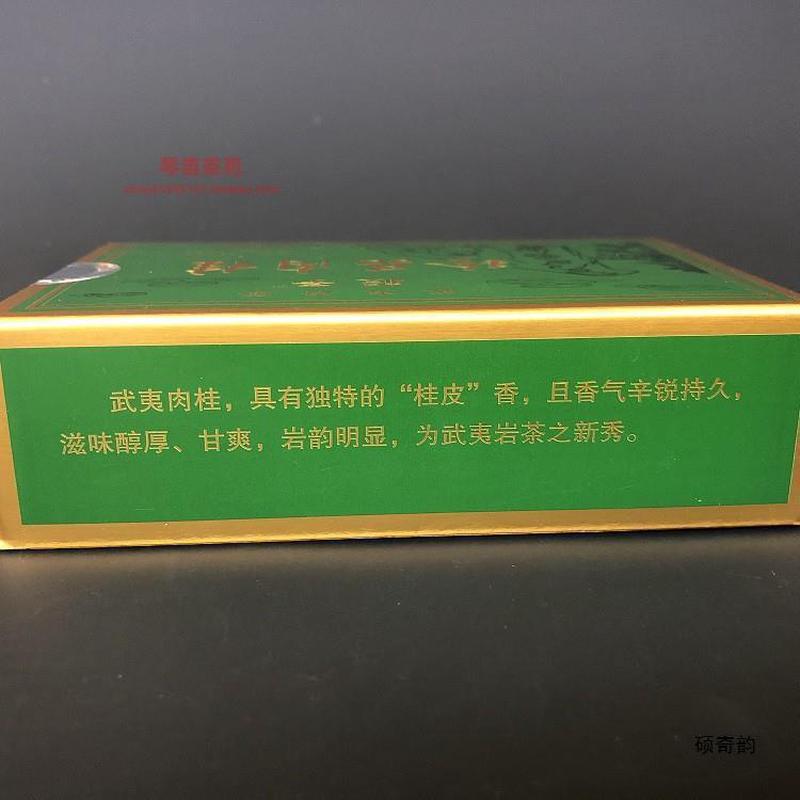 武夷肉桂，具有独特的“桂皮”香，且香气辛锐持久，
滋味醇厚、甘爽，岩韵明显，为武夷岩茶之新秀。
硕奇韵